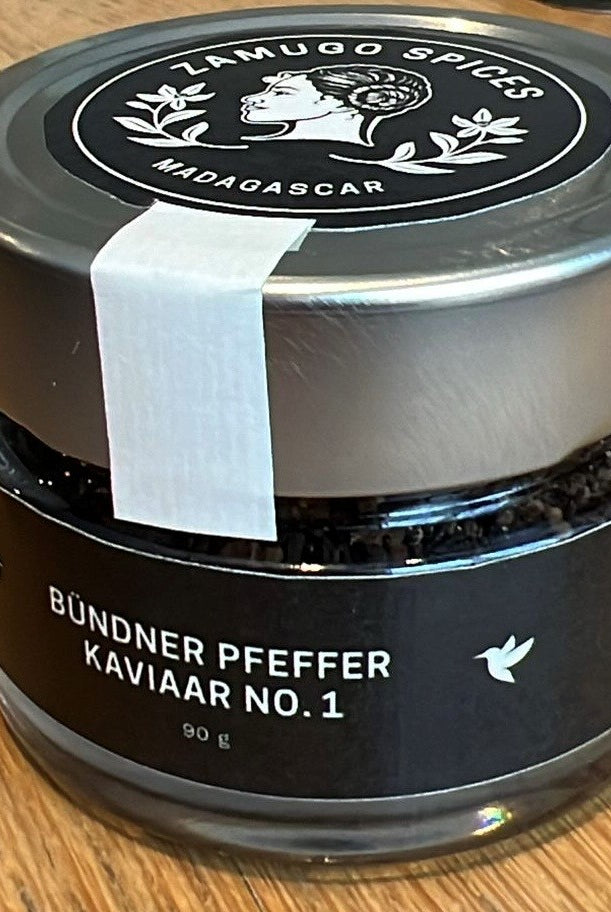 ZAMUGO SPICES
MADAGASCAR
BÜNDNER PFEFFER
KAVIAAR NO. 1
90 g